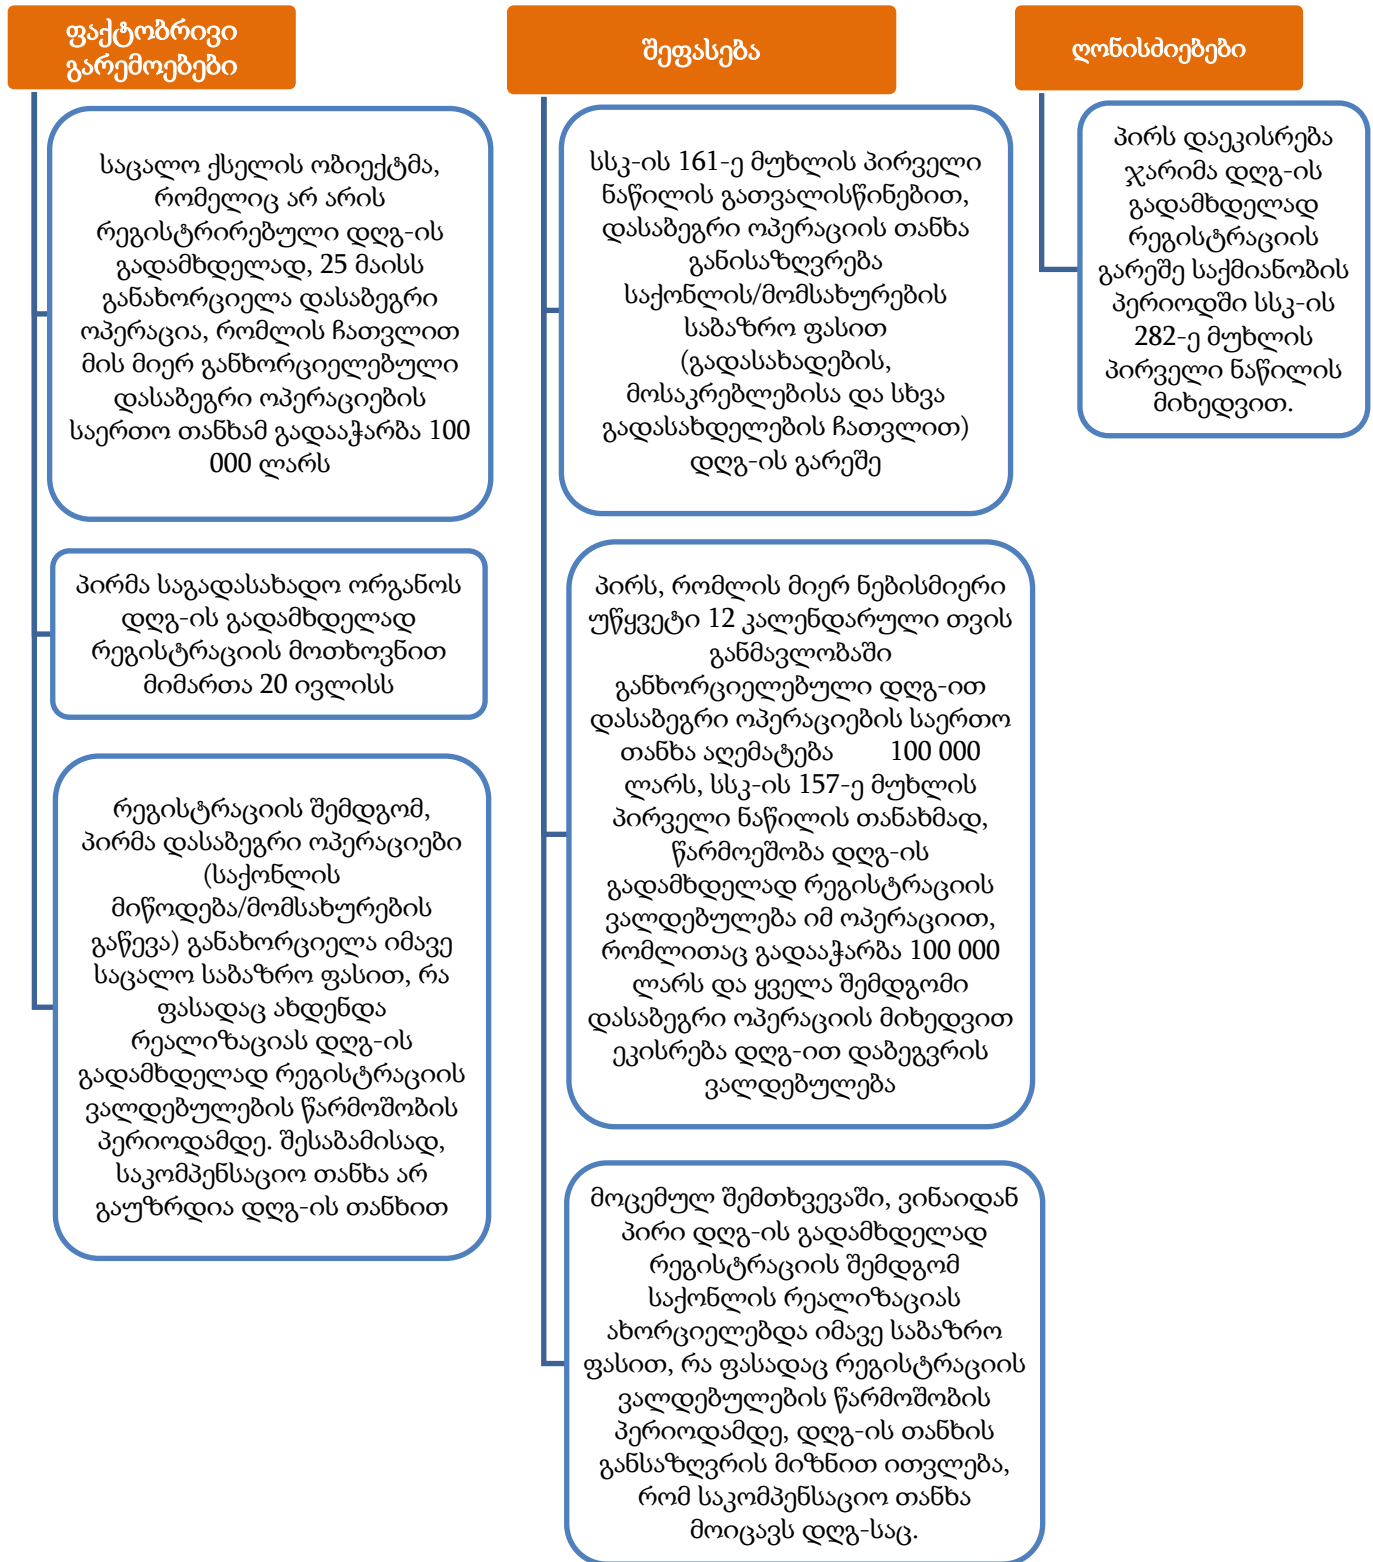 ფაქტობრივი
გარემოებები
საცალო ქსელის ობიექტმა,
რომელიც არ არის
რეგისტრირებული დღგ-ის
გადამხდელად, 25 მაისს
განახორციელა დასაბეგრი
ოპერაცია, რომლის ჩათვლით
მის მიერ განხორციელებული
დასაბეგრი ოპერაციების
საერთო თანხამ გადააჭარბა 100
000 ლარს
პირმა საგადასახადო ორგანოს
დღგ-ის გადამხდელად
რეგისტრაციის მოთხოვნით
მიმართა 20 ივლისს
რეგისტრაციის შემდგომ,
პირმა დასაბეგრი ოპერაციები
(საქონლის
მიწოდება/მომსახურების
გაწევა) განახორციელა იმავე
საცალო საბაზრო ფასით, რა
ფასადაც ახდენდა
რეალიზაციას დღგ-ის
გადამხდელად რეგისტრაციის
ვალდებულების წარმოშობის
პერიოდამდე. შესაბამისად,
საკომპენსაციო თანხა არ
გაუზრდია დღგ-ის თანხით
შეფასება
სსკ-ის 161-ე მუხლის პირველი
ნაწილის გათვალისწინებით,
დასაბეგრი ოპერაციის თანხა
განისაზღვრება
საქონლის/მომსახურების
საბაზრო ფასით
(გადასახადების,
მოსაკრებლებისა და სხვა
გადასახდელების ჩათვლით)
დღგ-ის გარეშე
პირს, რომლის მიერ ნებისმიერი
უწყვეტი 12 კალენდარული თვის
განმავლობაში
განხორციელებული დღგ-ით
დასაბეგრი ოპერაციების საერთო
თანხა აღემატება 100 000
ლარს, სსკ-ის 157-ე მუხლის
პირველი ნაწილის თანახმად,
წარმოეშობა დღგ-ის
გადამხდელად რეგისტრაციის
ვალდებულება იმ ოპერაციით,
რომლითაც გადააჭარბა 100 000
ლარს და ყველა შემდგომი
დასაბეგრი ოპერაციის მიხედვით
ეკისრება დღგ-ით დაბეგვრის
ვალდებულება
მოცემულ შემთხვევაში, ვინაიდან
პირი დღგ-ის გადამხდელად
რეგისტრაციის შემდგომ
საქონლის რეალიზაციას
ახორციელებდა იმავე საბაზრო
ფასით, რა ფასადაც რეგისტრაციის
ვალდებულების წარმოშობის
პერიოდამდე, დღგ-ის თანხის
განსაზღვრის მიზნით ითვლება,
რომ საკომპენსაციო თანხა
მოიცავს დღგ-საც.
ღონისძიებები
პირს დაეკისრება
ჯარიმა დღგ-ის
გადამხდელად
რეგისტრაციის
გარეშე საქმიანობის
პერიოდში სსკ-ის
282-ე მუხლის
პირველი ნაწილის
მიხედვით.